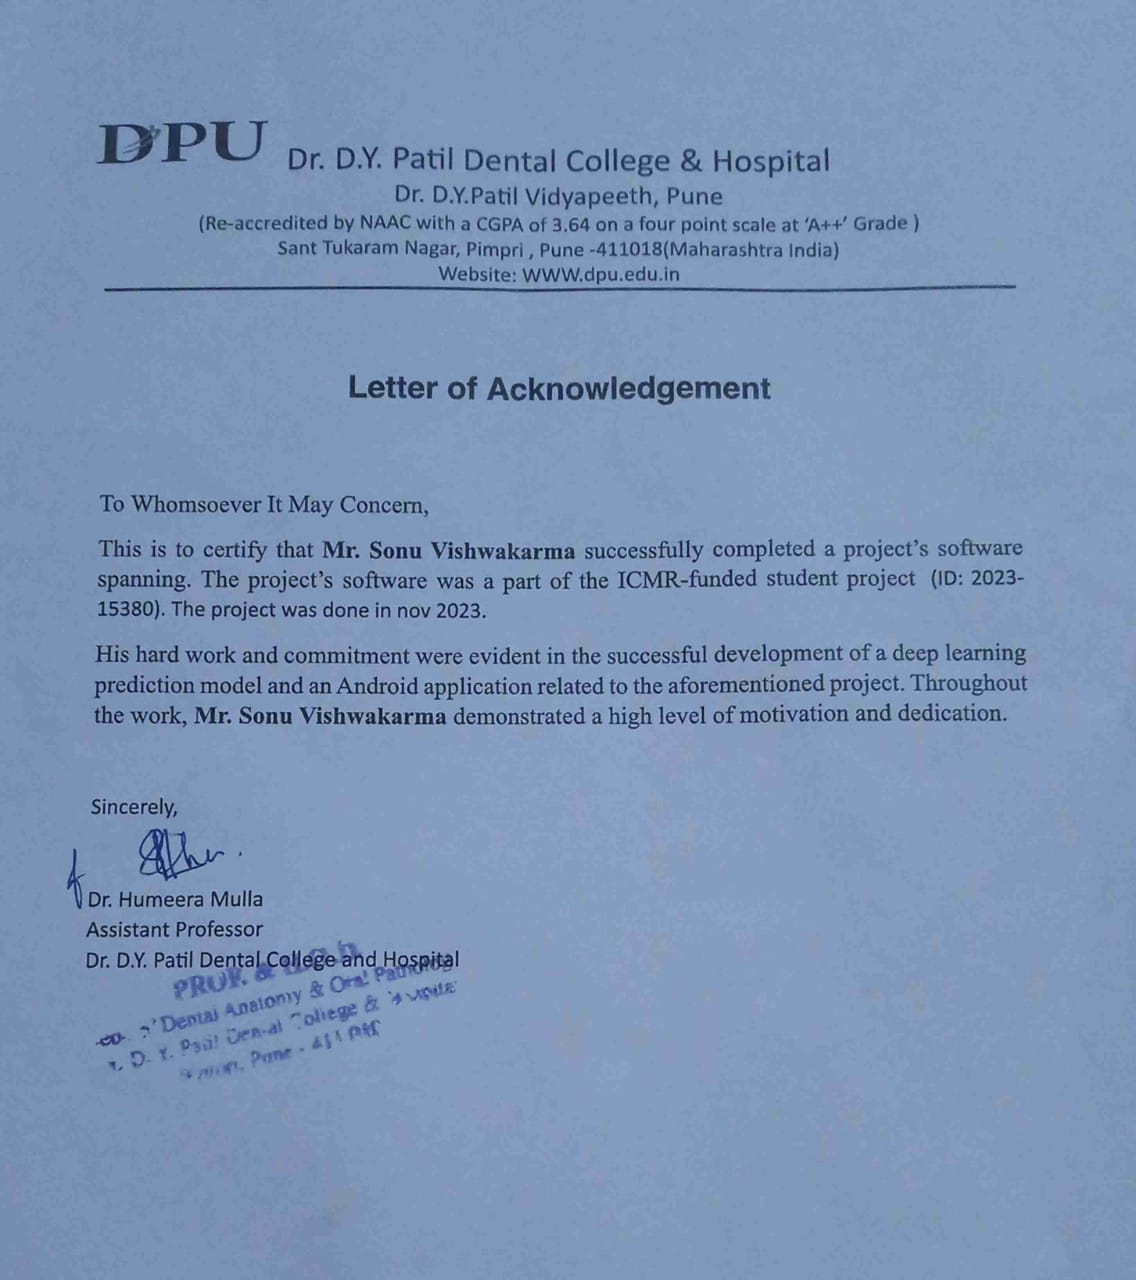 DPU
Dr. D.Y. Patil Dental College & Hospital
Dr. D.Y.Patil Vidyapeeth, Pune
(Re-accredited by NAAC with a CGPA of 3.64 on a four point scale at ‘A++’ Grade )
Sant Tukaram Nagar, Pimpri , Pune -411018(Maharashtra India)
Website: WWW.dpu.edu.in
Letter of Acknowledgement
To Whomsoever It May Concern,
This is to certify that Mr. Sonu Vishwakarma successfully completed a project’s software
spanning. The project’s software was a part of the ICMR-funded student project (ID: 2023-
15380). The project was done in nov 2023.
His hard work and commitment were evident in the successful development of a deep learning
prediction model and an Android application related to the aforementioned project. Throughout
the work, Mr. Sonu Vishwakarma demonstrated a high level of motivation and dedication.
Sincerely,
Dr. Humeera Mulla
Assistant Professor
Dr. D.Y. Patil Dental College and Hospital
PROF. &
Dental Anatomy & Oral Pathology
D. Y. Patil Dental College &
Pune -